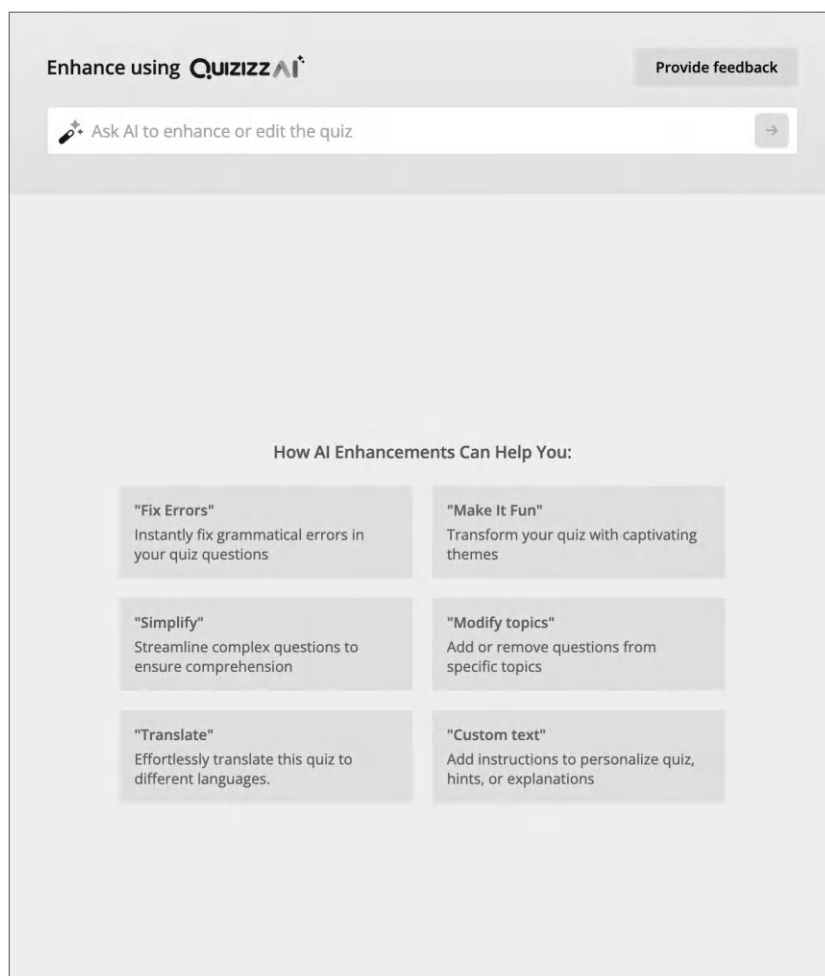 Enhance using QUIZIZZ AI
Provide feedback
Ask AI to enhance or edit the quiz
How AI Enhancements Can Help You:
"Fix Errors"
Instantly fix grammatical errors in
your quiz questions
"Make It Fun"
Transform your quiz with captivating
themes
"Simplify"
Streamline complex questions to
ensure comprehension
"Modify topics"
Add or remove questions from
specific topics
"Translate"
Effortlessly translate this quiz to
different languages.
"Custom text"
Add instructions to personalize quiz,
hints, or explanations